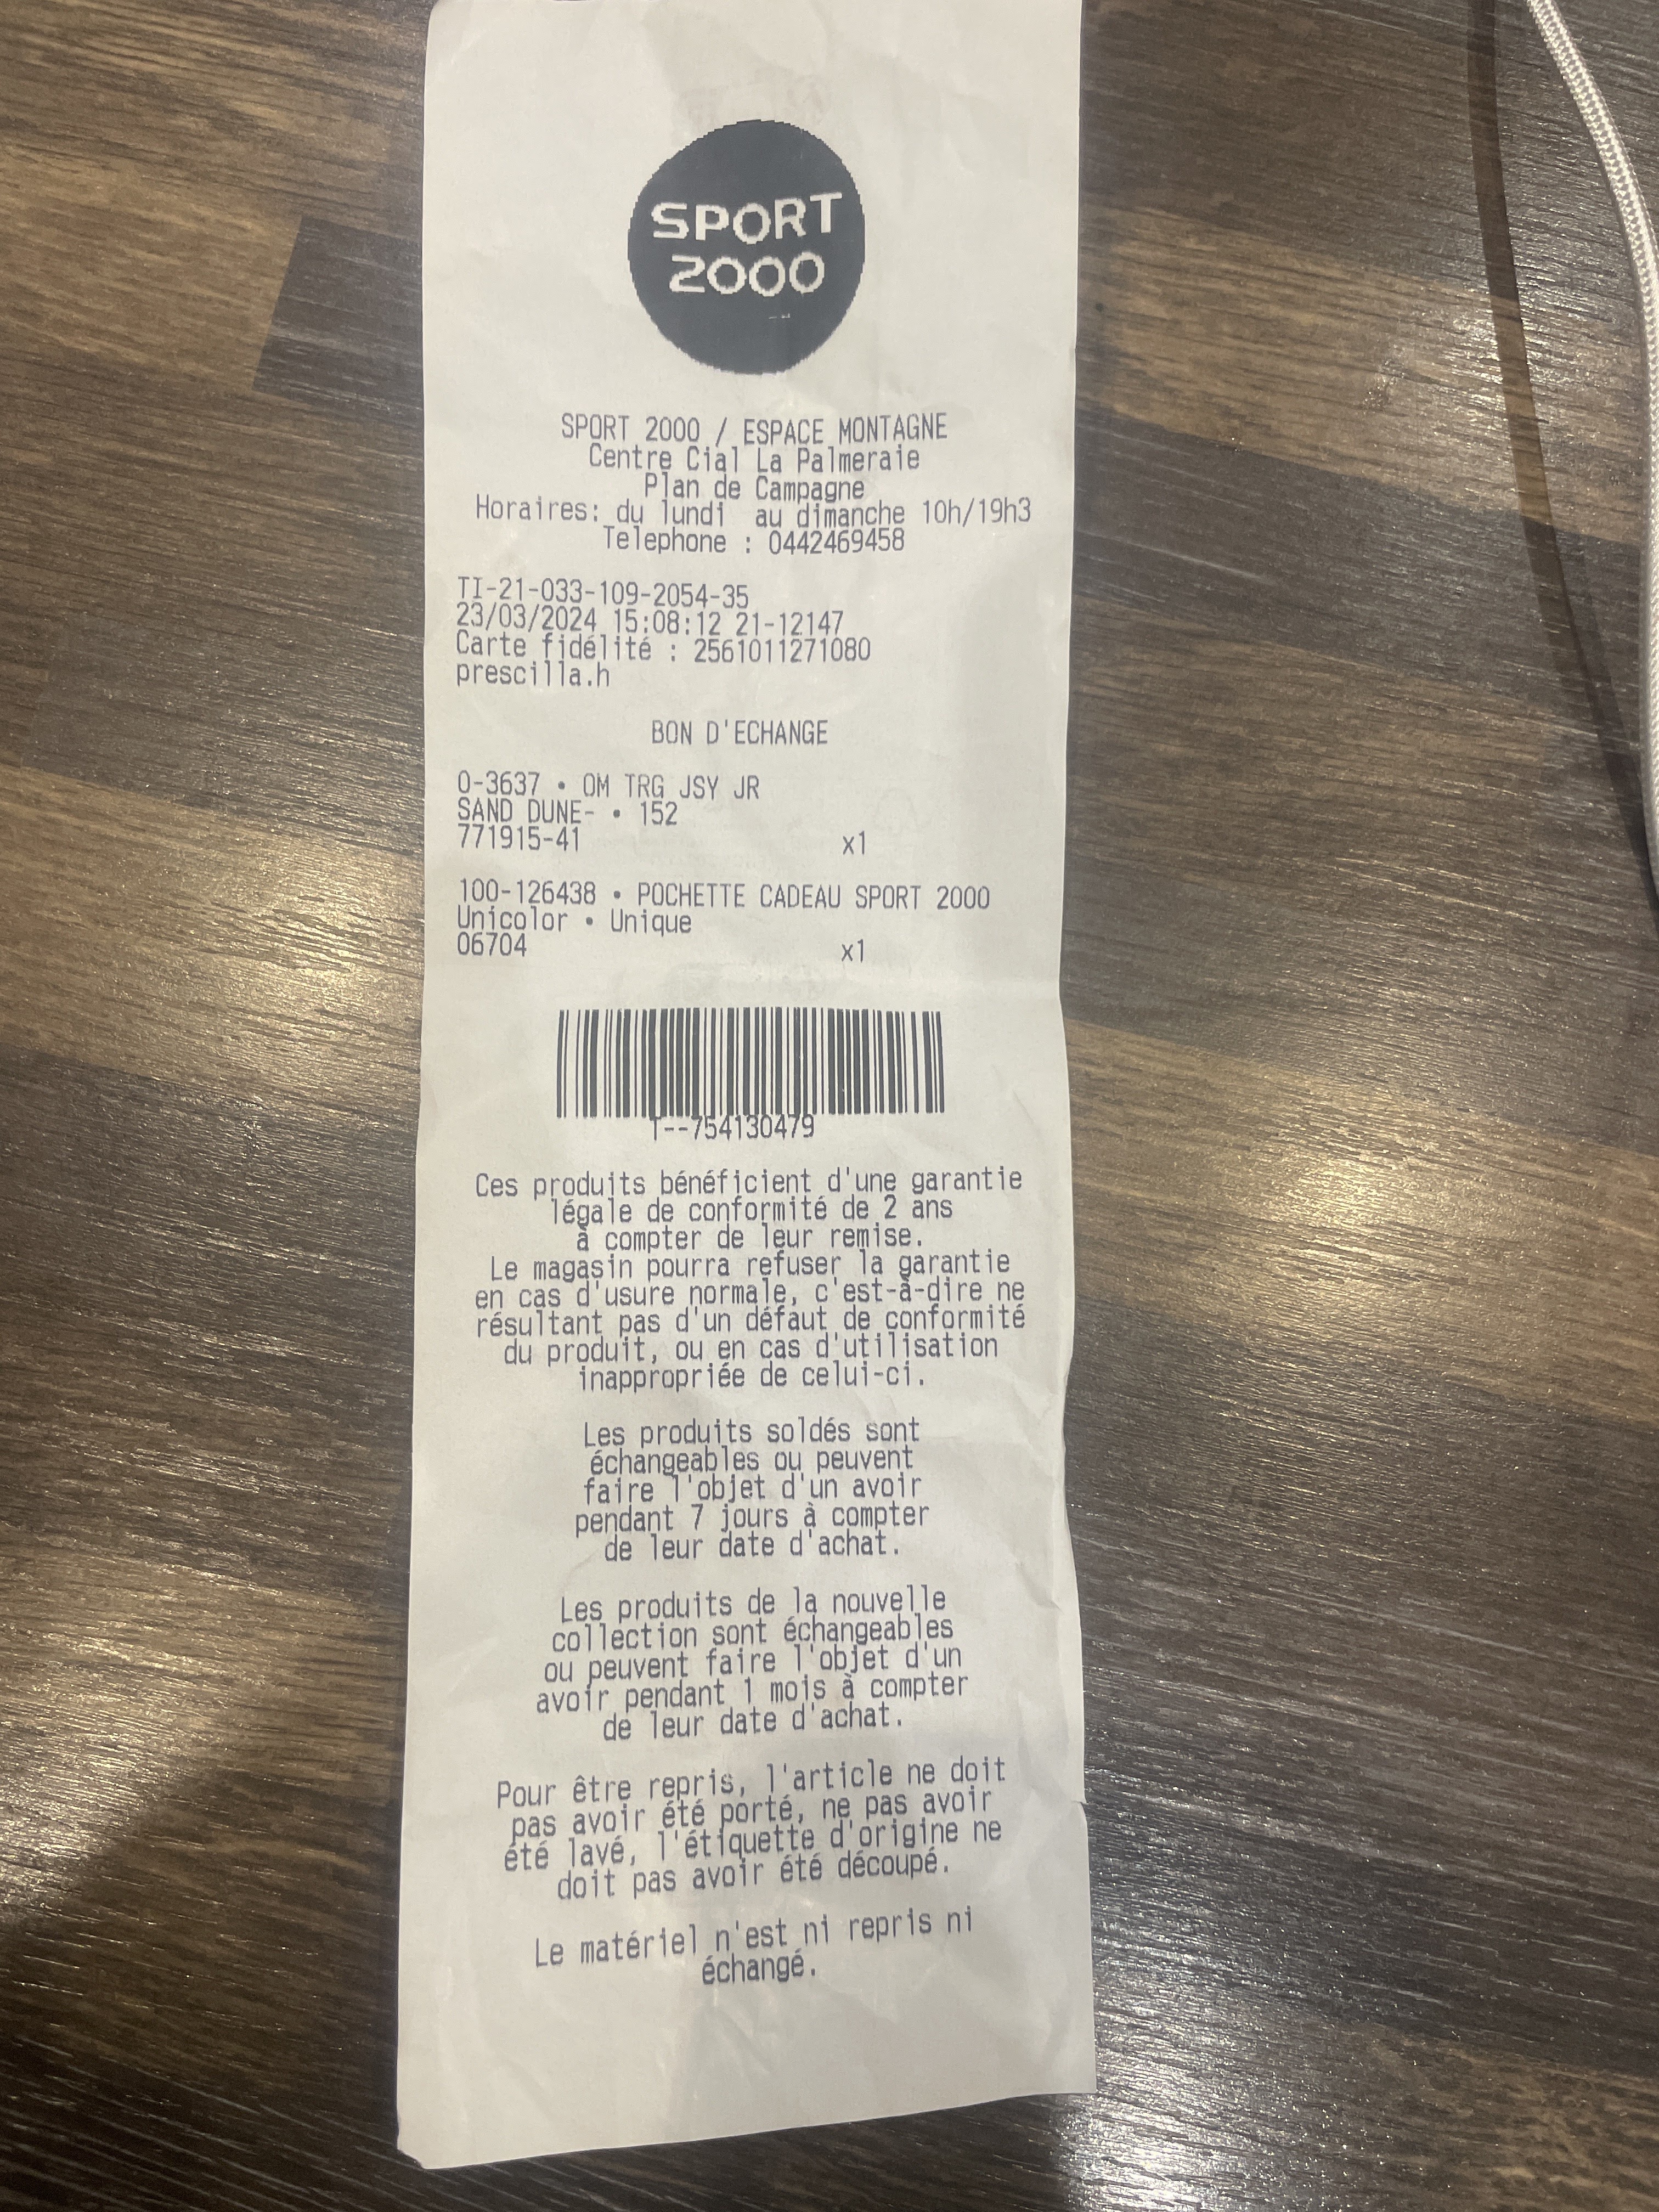 SPORT
2000
SPORT 2000 / ESPACE MONTAGNE
Centre Cial La Palmeraie
Plan de Campagne
Horaires: du lundi au dimanche 10h/19h3
Telephone : 0442469458
TI-21-033-109-2054-35
23/03/2024 15:08:12 21-12147
Carte fidélité : 2561011271080
prescilla.h
BON D'ECHANGE
0-3637 • OM TRG JSY JR
SAND DUNE- • 152
771915-41 x1
100-126438 • POCHETTE CADEAU SPORT 2000
Unicolor • Unique
06704 x1
T--754130479
Ces produits bénéficient d'une garantie
légale de conformité de 2 ans
à compter de leur remise.
Le magasin pourra refuser la garantie
en cas d'usure normale, c'est-à-dire ne
résultant pas d'un défaut de conformité
du produit, ou en cas d'utilisation
inappropriée de celui-ci.
Les produits soldés sont
échangeables ou peuvent
faire l'objet d'un avoir
pendant 7 jours à compter
de leur date d'achat.
Les produits de la nouvelle
collection sont échangeables
ou peuvent faire l'objet d'un
avoir pendant 1 mois à compter
de leur date d'achat.
Pour être repris, l'article ne doit
pas avoir été porté, ne pas avoir
été lavé, l'étiquette d'origine ne
doit pas avoir été découpé.
Le matériel n'est ni repris ni
échangé.